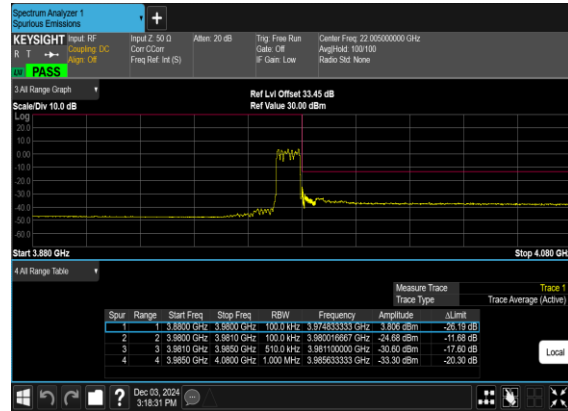 Spectrum Analyzer 1
Spurious Emissions
+
KEYSIGHT Input: RF Input Z: 50 Ω Atten: 20 dB Trig: Free Run Center Freq: 22.005000000 GHz
R T Coupling: DC Corr CCorr Gate: Off Avg|Hold: 100/100
Align: Off Freq Ref: Int (S) IF Gain: Low Radio Std: None
LW PASS
3 All Range Graph
Ref Lvl Offset 33.45 dB
Scale/Div 10.0 dB Ref Value 30.00 dBm
Log
20.0
10.0
0.00
-10.0
-20.0
-30.0
-40.0
-50.0
-60.0
Start 3.880 GHz Stop 4.080 GHz
4 All Range Table
Measure Trace Trace 1
Trace Type Trace Average (Active)
Spur Range Start Freq Stop Freq RBW Frequency Amplitude ΔLimit
1 1 3.8800 GHz 3.9800 GHz 100.0 kHz 3.974833333 GHz 3.806 dBm -26.19 dB
2 2 3.9800 GHz 3.9810 GHz 100.0 kHz 3.980016667 GHz -24.68 dBm -11.68 dB
3 3 3.9810 GHz 3.9850 GHz 510.0 kHz 3.981100000 GHz -30.60 dBm -17.60 dB
4 4 3.9850 GHz 4.0800 GHz 1.000 MHz 3.985633333 GHz -33.30 dBm -20.30 dB
Local
? Dec 03, 2024
3:18:31 PM